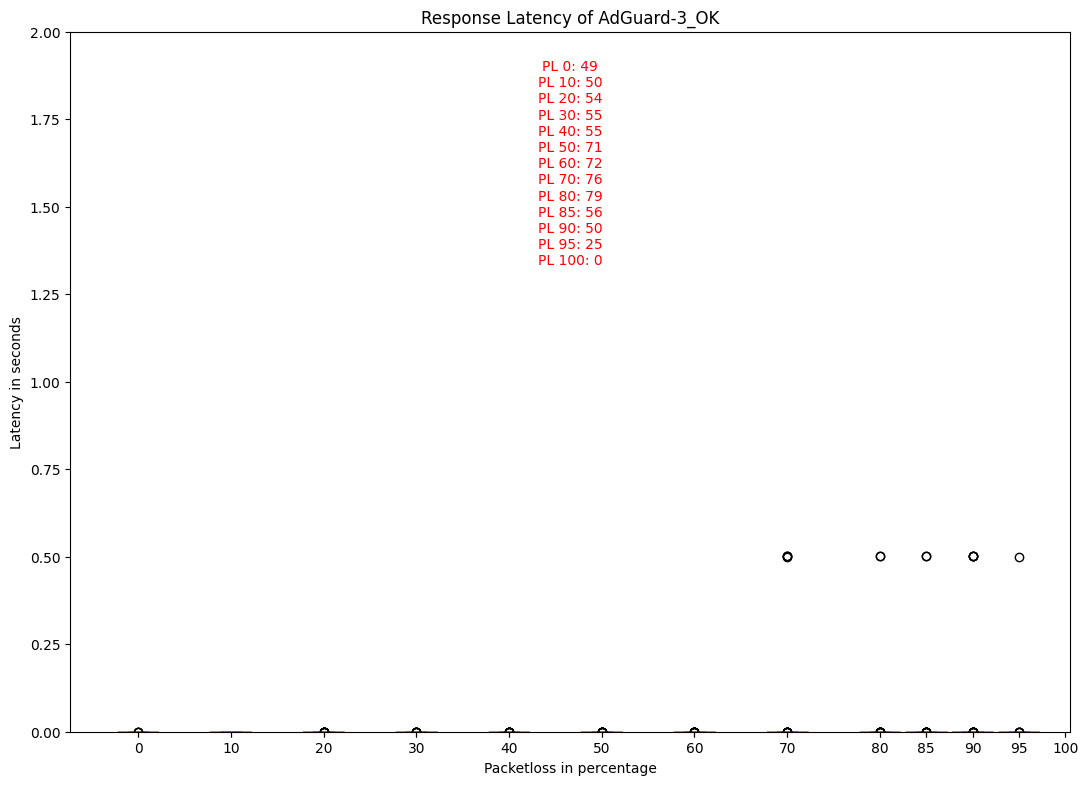 Response Latency of AdGuard-3_OK
2.00
1.75
1.50
1.25
1.00
0.75
0.50
0.25
0.00
Latency in seconds
PL 0: 49
PL 10: 50
PL 20: 54
PL 30: 55
PL 40: 55
PL 50: 71
PL 60: 72
PL 70: 76
PL 80: 79
PL 85: 56
PL 90: 50
PL 95: 25
PL 100: 0
0 10 20 30 40 50 60 70 80 85 90 95 100
Packetloss in percentage